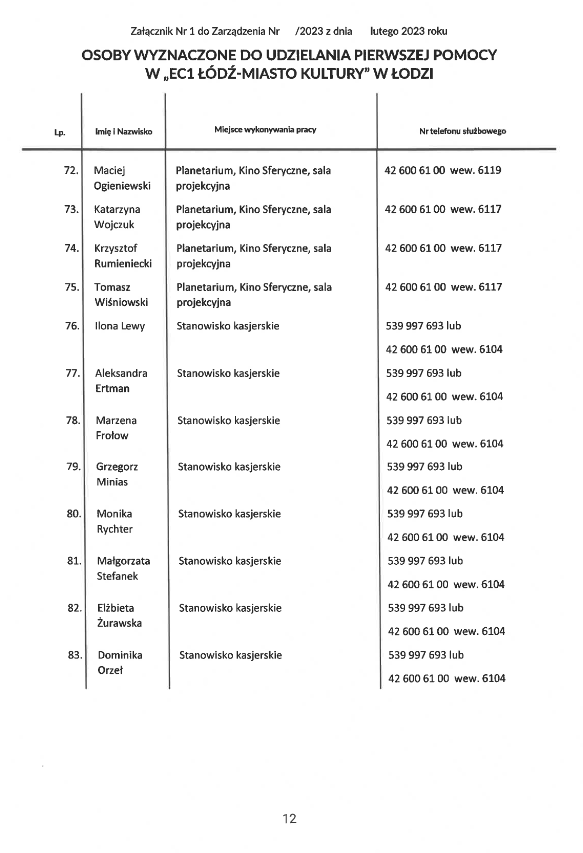 Załącznik Nr 1 do Zarządzenia Nr /2023 z dnia lutego 2023 roku
OSOBY WYZNACZONE DO UDZIELANIA PIERWSZEJ POMOCY
W „EC1 ŁÓDŹ-MIASTO KULTURY” W ŁODZI
Lp. Imię i Nazwisko Miejsce wykonywania pracy Nr telefonu służbowego
72. Maciej Planetarium, Kino Sferyczne, sala 42 600 61 00 wew. 6119
Ogieniewski projekcyjna
73. Katarzyna Planetarium, Kino Sferyczne, sala 42 600 61 00 wew. 6117
Wojczuk projekcyjna
74. Krzysztof Planetarium, Kino Sferyczne, sala 42 600 61 00 wew. 6117
Rumieniecki projekcyjna
75. Tomasz Planetarium, Kino Sferyczne, sala 42 600 61 00 wew. 6117
Wiśniowski projekcyjna
76. Ilona Lewy Stanowisko kasjerskie 539 997 693 lub
42 600 61 00 wew. 6104
77. Aleksandra Stanowisko kasjerskie 539 997 693 lub
Ertman
42 600 61 00 wew. 6104
78. Marzena Stanowisko kasjerskie 539 997 693 lub
Frołow
42 600 61 00 wew. 6104
79. Grzegorz Stanowisko kasjerskie 539 997 693 lub
Minias
42 600 61 00 wew. 6104
80. Monika Stanowisko kasjerskie 539 997 693 lub
Rychter
42 600 61 00 wew. 6104
81. Małgorzata Stanowisko kasjerskie 539 997 693 lub
Stefanek
42 600 61 00 wew. 6104
82. Elżbieta Stanowisko kasjerskie 539 997 693 lub
Żurawska
42 600 61 00 wew. 6104
83. Dominika Stanowisko kasjerskie 539 997 693 lub
Orzeł
42 600 61 00 wew. 6104
12